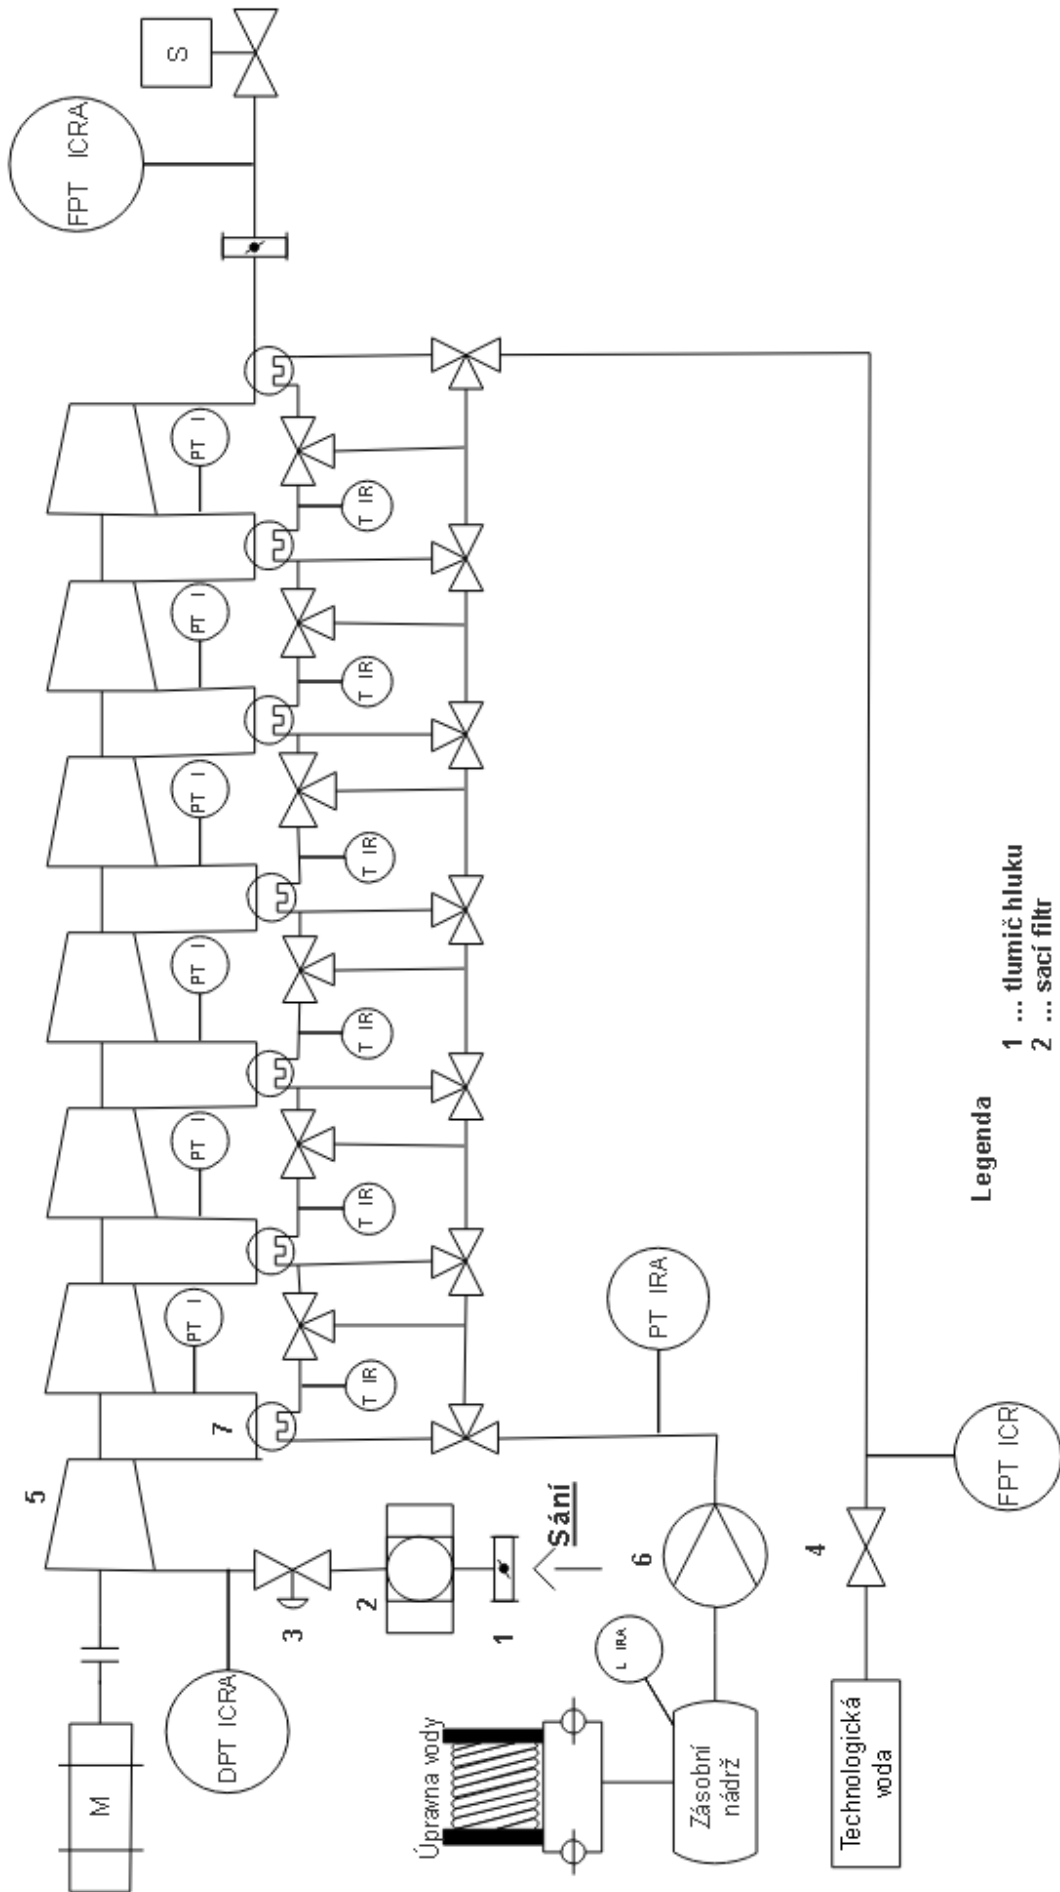 S
FPT ICRA
PT I
PT I
PT I
PT I
PT I
PT I
T IR
T IR
T IR
T IR
T IR
T IR
5
7
M
DPT ICRA
3
2
1
Sání
6
PT IRA
L IRA
Úpravna vody
Zásobní
nádrž
4
FPT ICR
Technologická
voda
Legenda
1 ... tlumič hluku
2 ... sací filtr